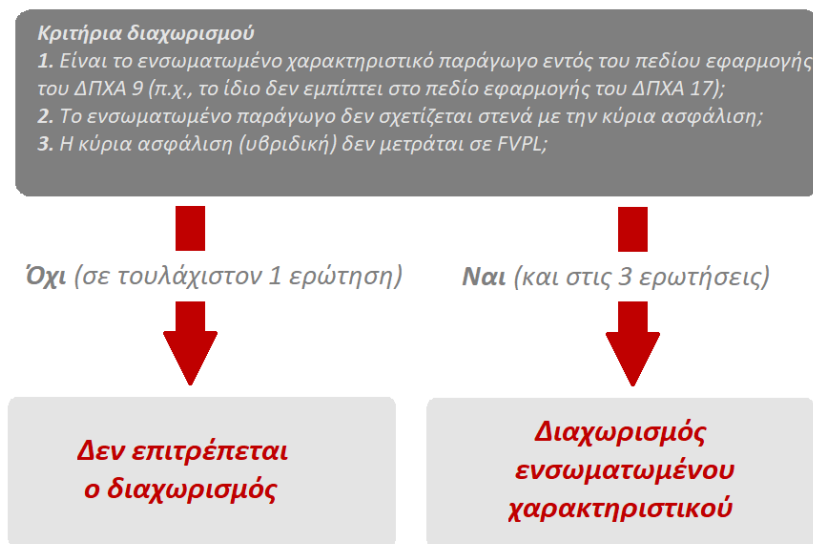 Κριτήρια διαχωρισμού
1. Είναι το ενσωματωμένο χαρακτηριστικό παράγωγο εντός του πεδίου εφαρμογής
του ΔΠΧΑ 9 (π.χ., το ίδιο δεν εμπίπτει στο πεδίο εφαρμογής του ΔΠΧΑ 17);
2. Το ενσωματωμένο παράγωγο δεν σχετίζεται στενά με την κύρια ασφάλιση;
3. Η κύρια ασφάλιση (υβριδική) δεν μετράται σε FVPL;
Όχι (σε τουλάχιστον 1 ερώτηση)
Ναι (και στις 3 ερωτήσεις)
Δεν επιτρέπεται
ο διαχωρισμός
Διαχωρισμός
ενσωματωμένου
χαρακτηριστικού